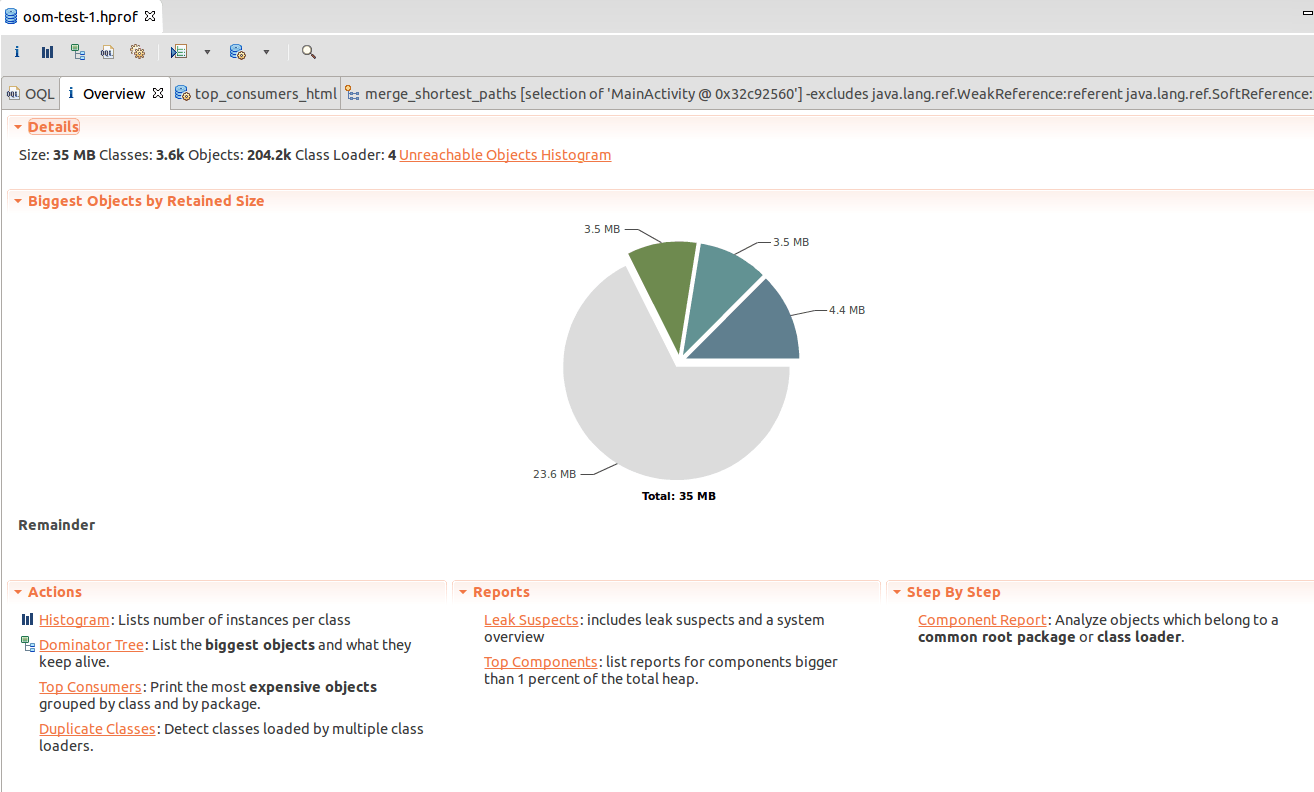 oom-test-1.hprof
OQL
OQL Overview top_consumers_html merge_shortest_paths [selection of 'MainActivity @ 0x32c92560'] -excludes java.lang.ref.WeakReference:referent java.lang.ref.SoftReference:
Details
Size: 35 MB Classes: 3.6k Objects: 204.2k Class Loader: 4 Unreachable Objects Histogram
Biggest Objects by Retained Size
3.5 MB
3.5 MB
4.4 MB
23.6 MB
Total: 35 MB
Remainder
Actions
Histogram: Lists number of instances per class
Dominator Tree: List the biggest objects and what they
keep alive.
Top Consumers: Print the most expensive objects
grouped by class and by package.
Duplicate Classes: Detect classes loaded by multiple class
loaders.
Reports
Leak Suspects: includes leak suspects and a system
overview
Top Components: list reports for components bigger
than 1 percent of the total heap.
Step By Step
Component Report: Analyze objects which belong to a
common root package or class loader.